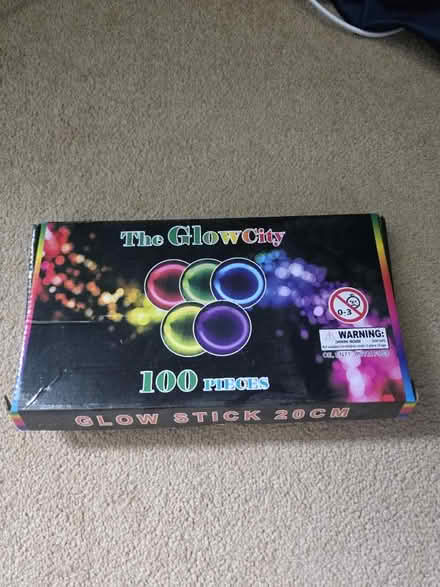 The GlowCity
0-3
WARNING:
100 PIECES
GLOW STICK 20CM